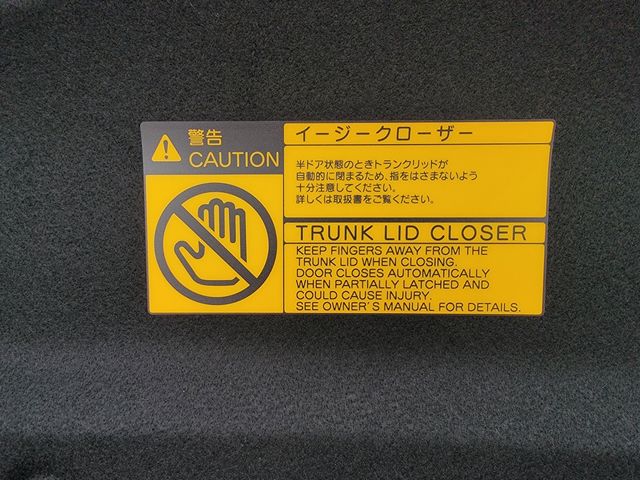 警告
CAUTION
イージークローザー
半ドア状態のときトランクリッドが
自動的に閉まるため、指をはさまないよう
十分注意してください。
詳しくは取扱書をご覧ください。
TRUNK LID CLOSER
KEEP FINGERS AWAY FROM THE
TRUNK LID WHEN CLOSING.
DOOR CLOSES AUTOMATICALLY
WHEN PARTIALLY LATCHED AND
COULD CAUSE INJURY.
SEE OWNER'S MANUAL FOR DETAILS.